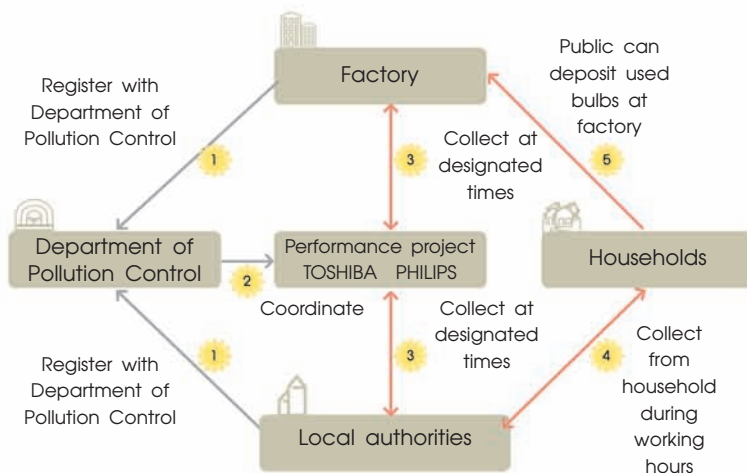 Factory
Register with
Department of
Pollution Control
1
3
Collect at
designated
times
Public can
deposit used
bulbs at
factory
5
Department of
Pollution Control
2
Coordinate
Performance project
TOSHIBA PHILIPS
Households
Register with
Department of
Pollution Control
1
3
Collect at
designated
times
4
Collect
from
household
during
working
hours
Local authorities